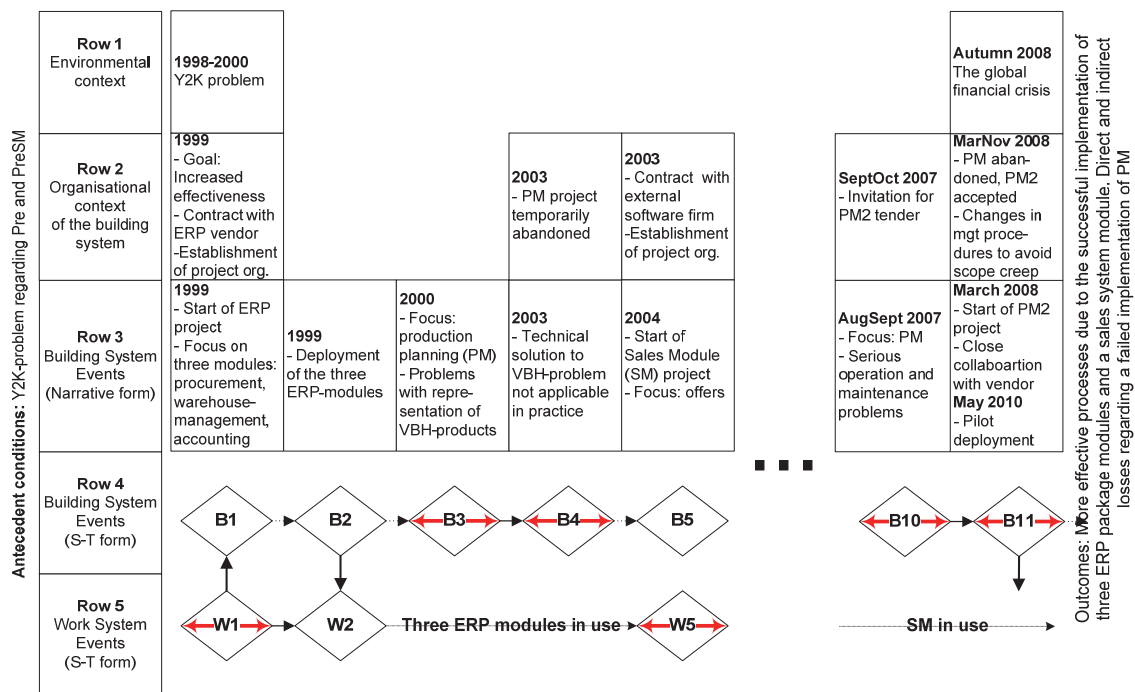 Antecedent conditions: Y2K-problem regarding Pre and PreSM
Row 1
Environmental
context
1998-2000
Y2K problem
Autumn 2008
The global
financial crisis
Row 2
Organisational
context
of the building
system
1999
- Goal:
Increased
effectiveness
- Contract with
ERP vendor
-Establishment
of project org.
2003
- PM project
temporarily
abandoned
2003
- Contract with
external
software firm
-Establishment
of project org.
SeptOct 2007
- Invitation for
PM2 tender
MarNov 2008
- PM aban-
doned, PM2
accepted
- Changes in
mgt proce-
dures to avoid
scope creep
Row 3
Building System
Events
(Narrative form)
1999
- Start of ERP
project
- Focus on
three modules:
procurement,
warehouse-
management,
accounting
1999
- Deployment
of the three
ERP-modules
2000
- Focus:
production
planning (PM)
- Problems
with repre-
sentation of
VBH-products
2003
- Technical
solution to
VBH-problem
not applicable
in practice
2004
- Start of
Sales Module
(SM) project
- Focus: offers
AugSept 2007
- Focus: PM
- Serious
operation and
maintenance
problems
March 2008
- Start of PM2
project
- Close
collaboartion
with vendor
May 2010
- Pilot
deployment
Row 4
Building System
Events
(S-T form)
B1
B2
B3
B4
B5
B10
B11
Row 5
Work System
Events
(S-T form)
W1
W2
Three ERP modules in use
W5
SM in use
Outcomes: More effective processes due to the successful implementation of
three ERP package modules and a sales system module. Direct and indirect
losses regarding a failed implementation of PM